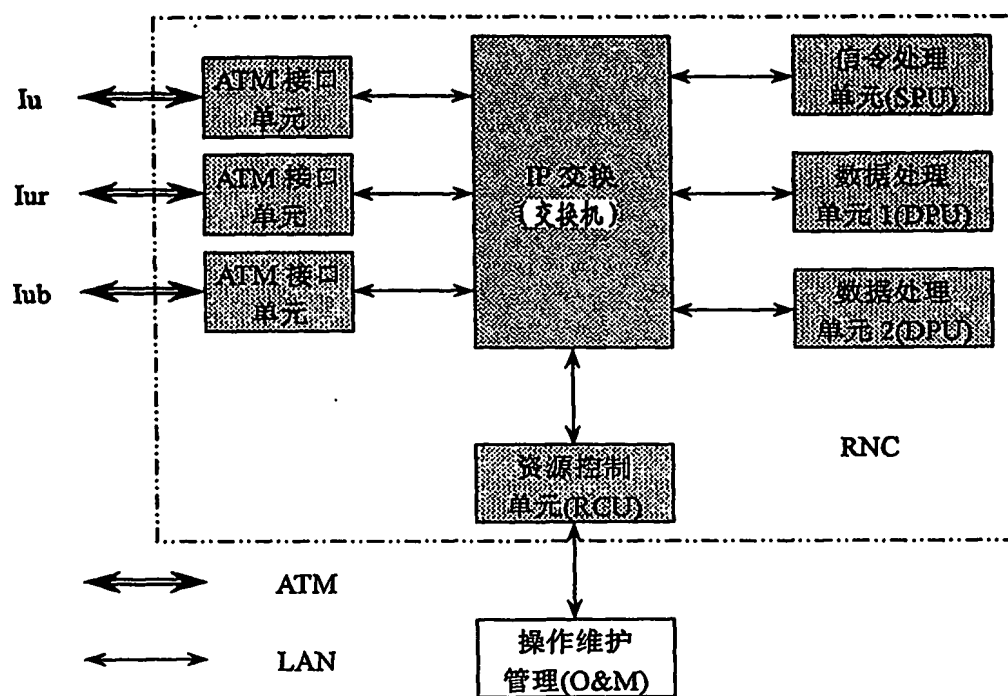 Iu
ATM 接口
单元
Iur
ATM 接口
单元
Iub
ATM 接口
单元
IP 交换
(交换机)
信令处理
单元(SPU)
数据处理
单元 1(DPU)
数据处理
单元 2(DPU)
RNC
资源控制
单元(RCU)
ATM
LAN
操作维护
管理(O&M)